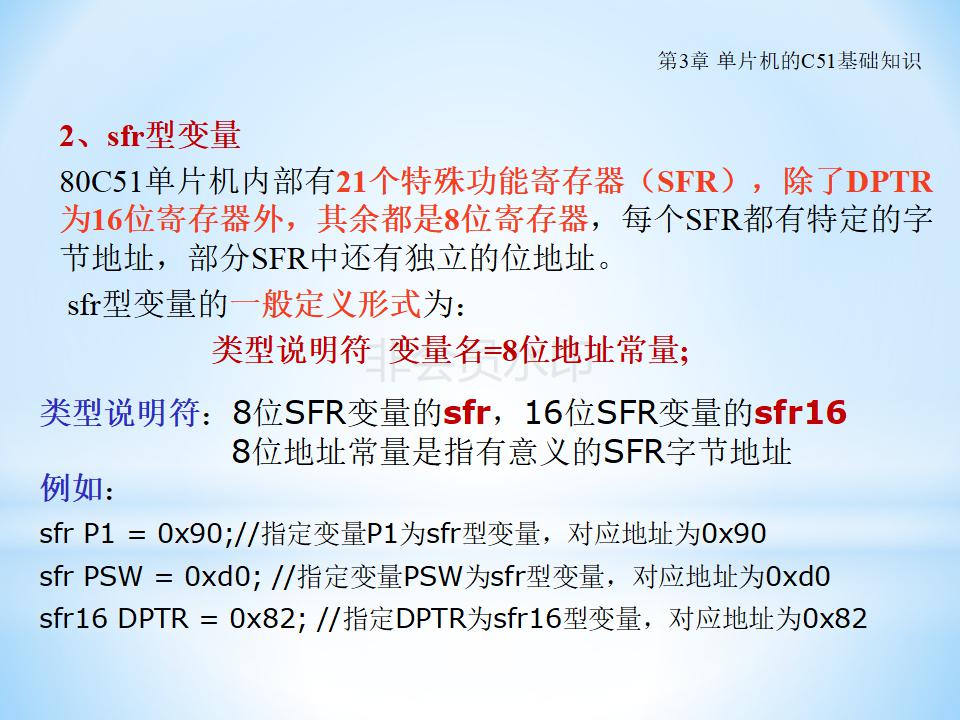 第3章 单片机的C51基础知识
2、sfr型变量
80C51单片机内部有21个特殊功能寄存器（SFR），除了DPTR
为16位寄存器外，其余都是8位寄存器，每个SFR都有特定的字
节地址，部分SFR中还有独立的位地址。
sfr型变量的一般定义形式为：
类型说明符 变量名=8位地址常量;
非会员水印
类型说明符：8位SFR变量的sfr，16位SFR变量的sfr16
8位地址常量是指有意义的SFR字节地址
例如：
sfr P1 = 0x90;//指定变量P1为sfr型变量，对应地址为0x90
sfr PSW = 0xd0; //指定变量PSW为sfr型变量，对应地址为0xd0
sfr16 DPTR = 0x82; //指定DPTR为sfr16型变量，对应地址为0x82